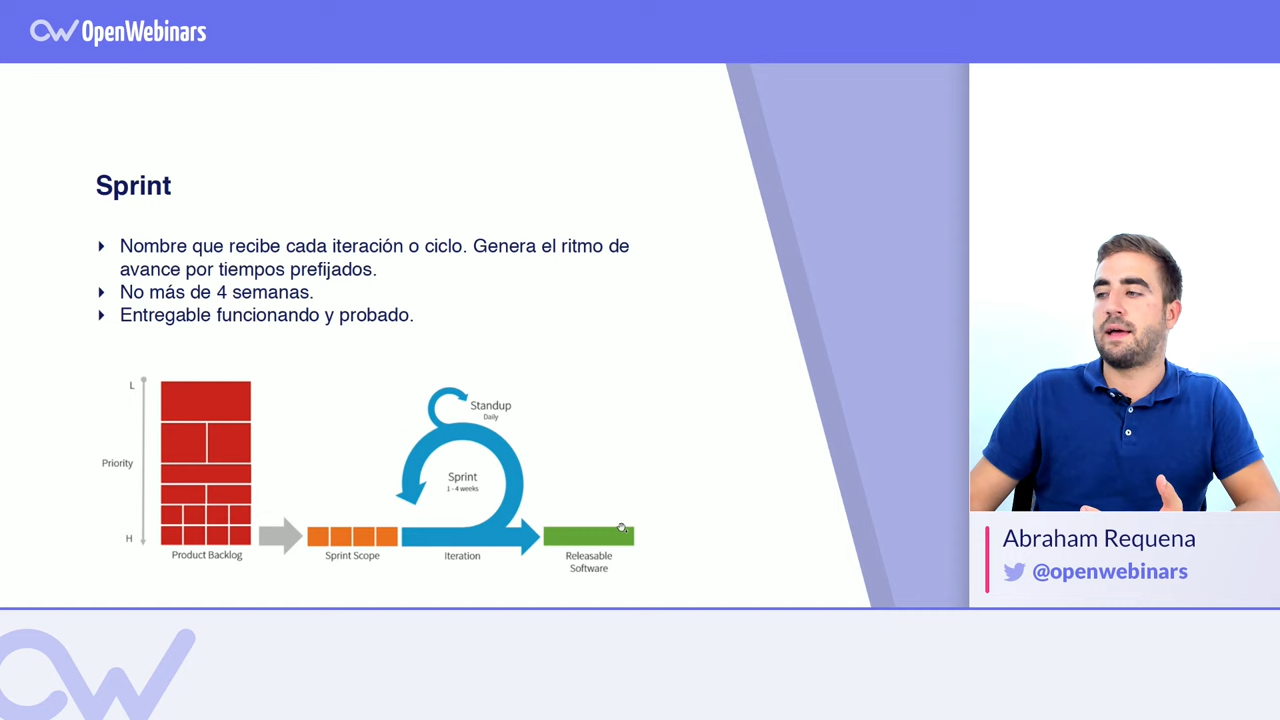 OpenWebinars
Sprint
Nombre que recibe cada iteración o ciclo. Genera el ritmo de
avance por tiempos prefijados.
No más de 4 semanas.
Entregable funcionando y probado.
L
Priority
H
Product Backlog
Sprint Scope
Standup
Daily
Sprint
1 - 4 weeks
Iteration
Releasable
Software
Abraham Requena
@openwebinars